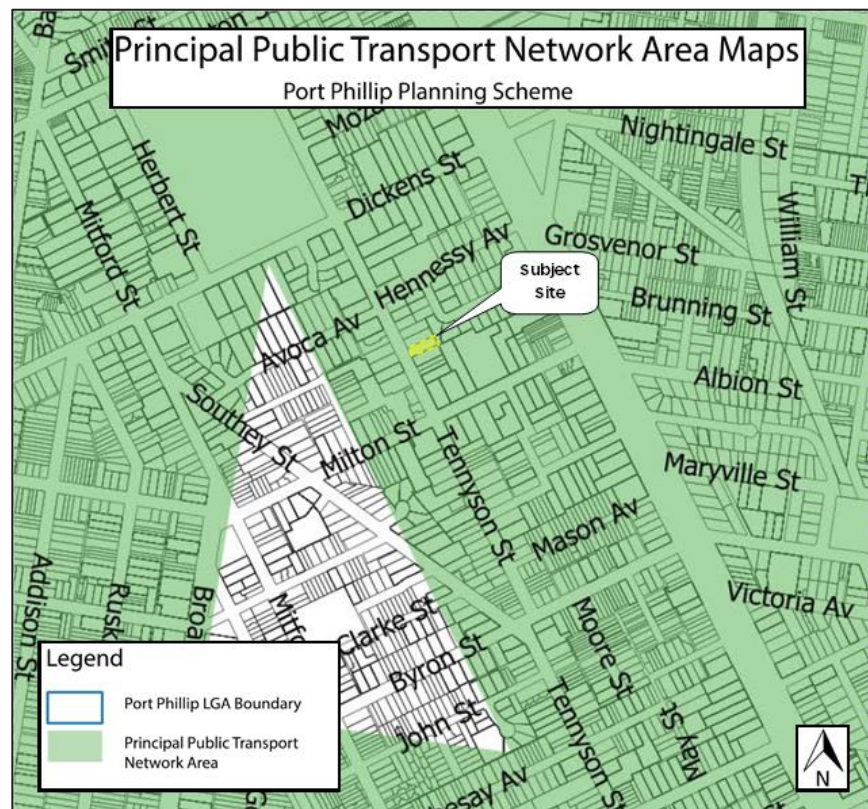 Principal Public Transport Network Area Maps
Port Phillip Planning Scheme
Nightingale St
Herbert St
Mitford St
Dickens St
William St
Hennessy Av
Grosvenor St
Subject
Site
Brunning St
Avoca Av
Albion St
Southey St
Milton St
Maryville St
Tennyson St
Mason Av
Addison St
Victoria Av
Clarke St
Moore St
Byron St
John St
Tennyson St
May St
Legend
Port Phillip LGA Boundary
Principal Public Transport
Network Area
N